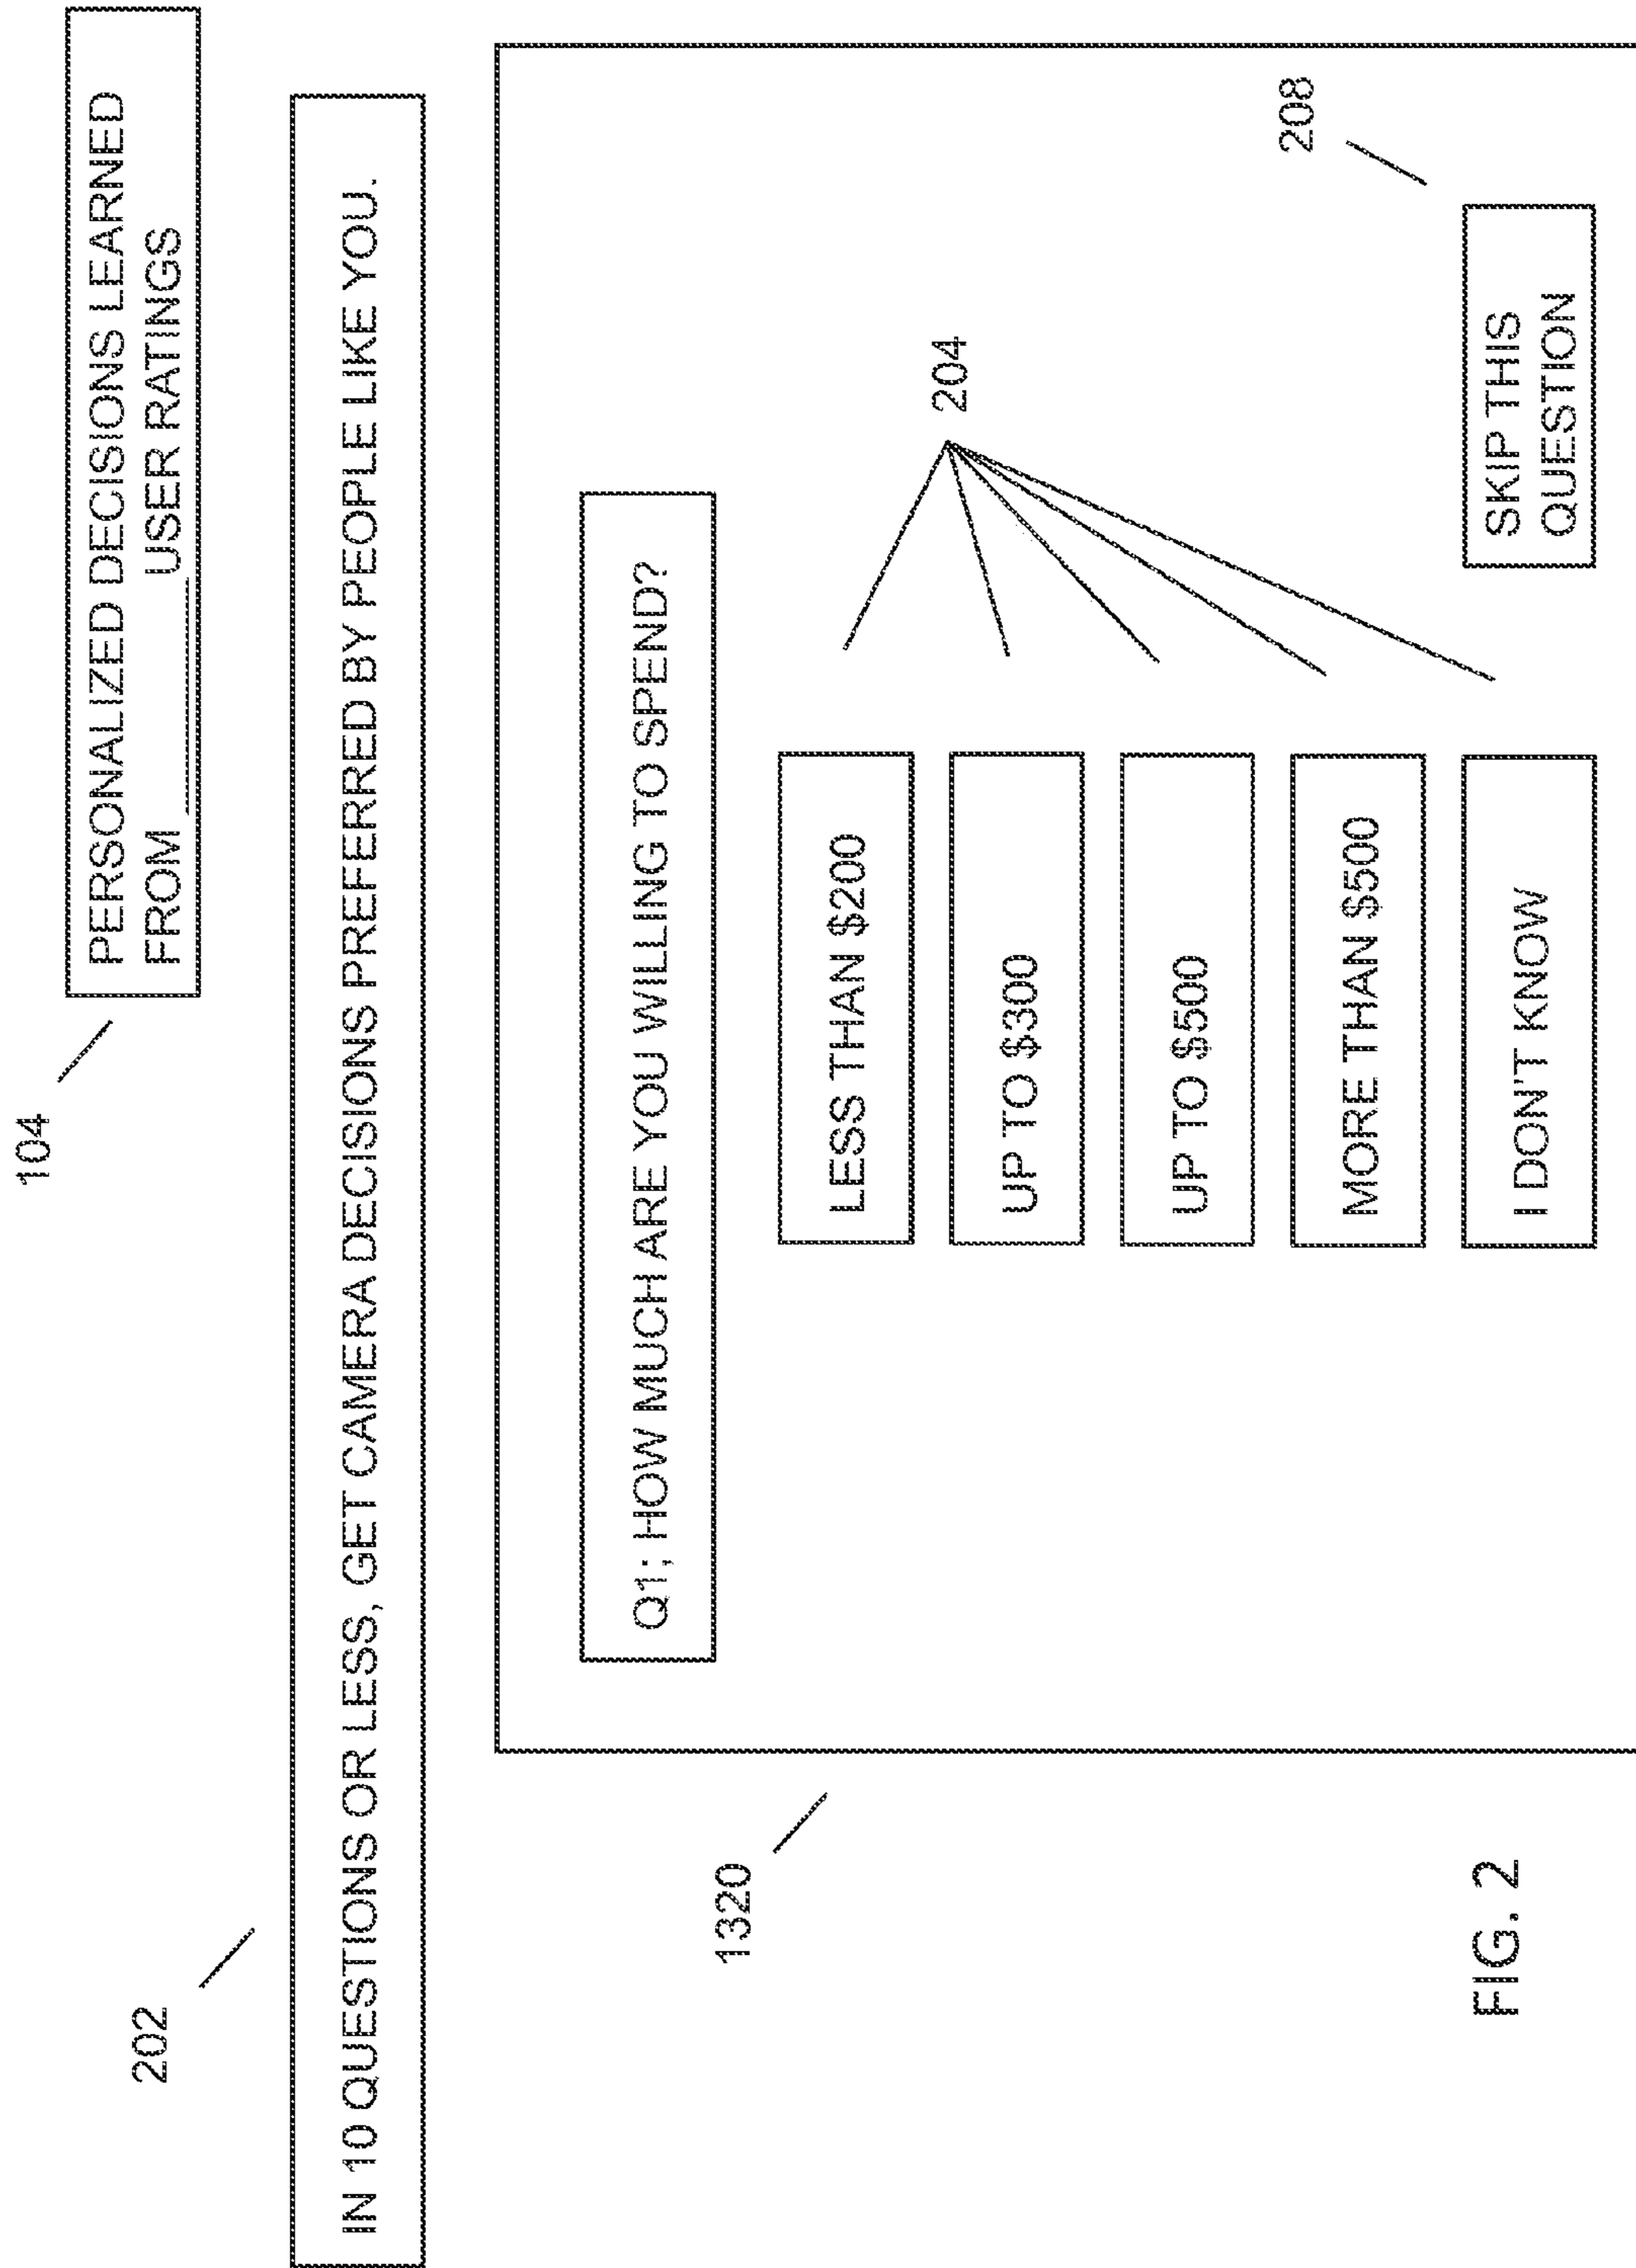 104
PERSONALIZED DECISIONS LEARNED
FROM ________ USER RATINGS
202
IN 10 QUESTIONS OR LESS, GET CAMERA DECISIONS PREFERRED BY PEOPLE LIKE YOU.
1320
Q1; HOW MUCH ARE YOU WILLING TO SPEND?
204
LESS THAN $200
UP TO $300
UP TO $500
MORE THAN $500
I DON'T KNOW
208
SKIP THIS
QUESTION
FIG. 2